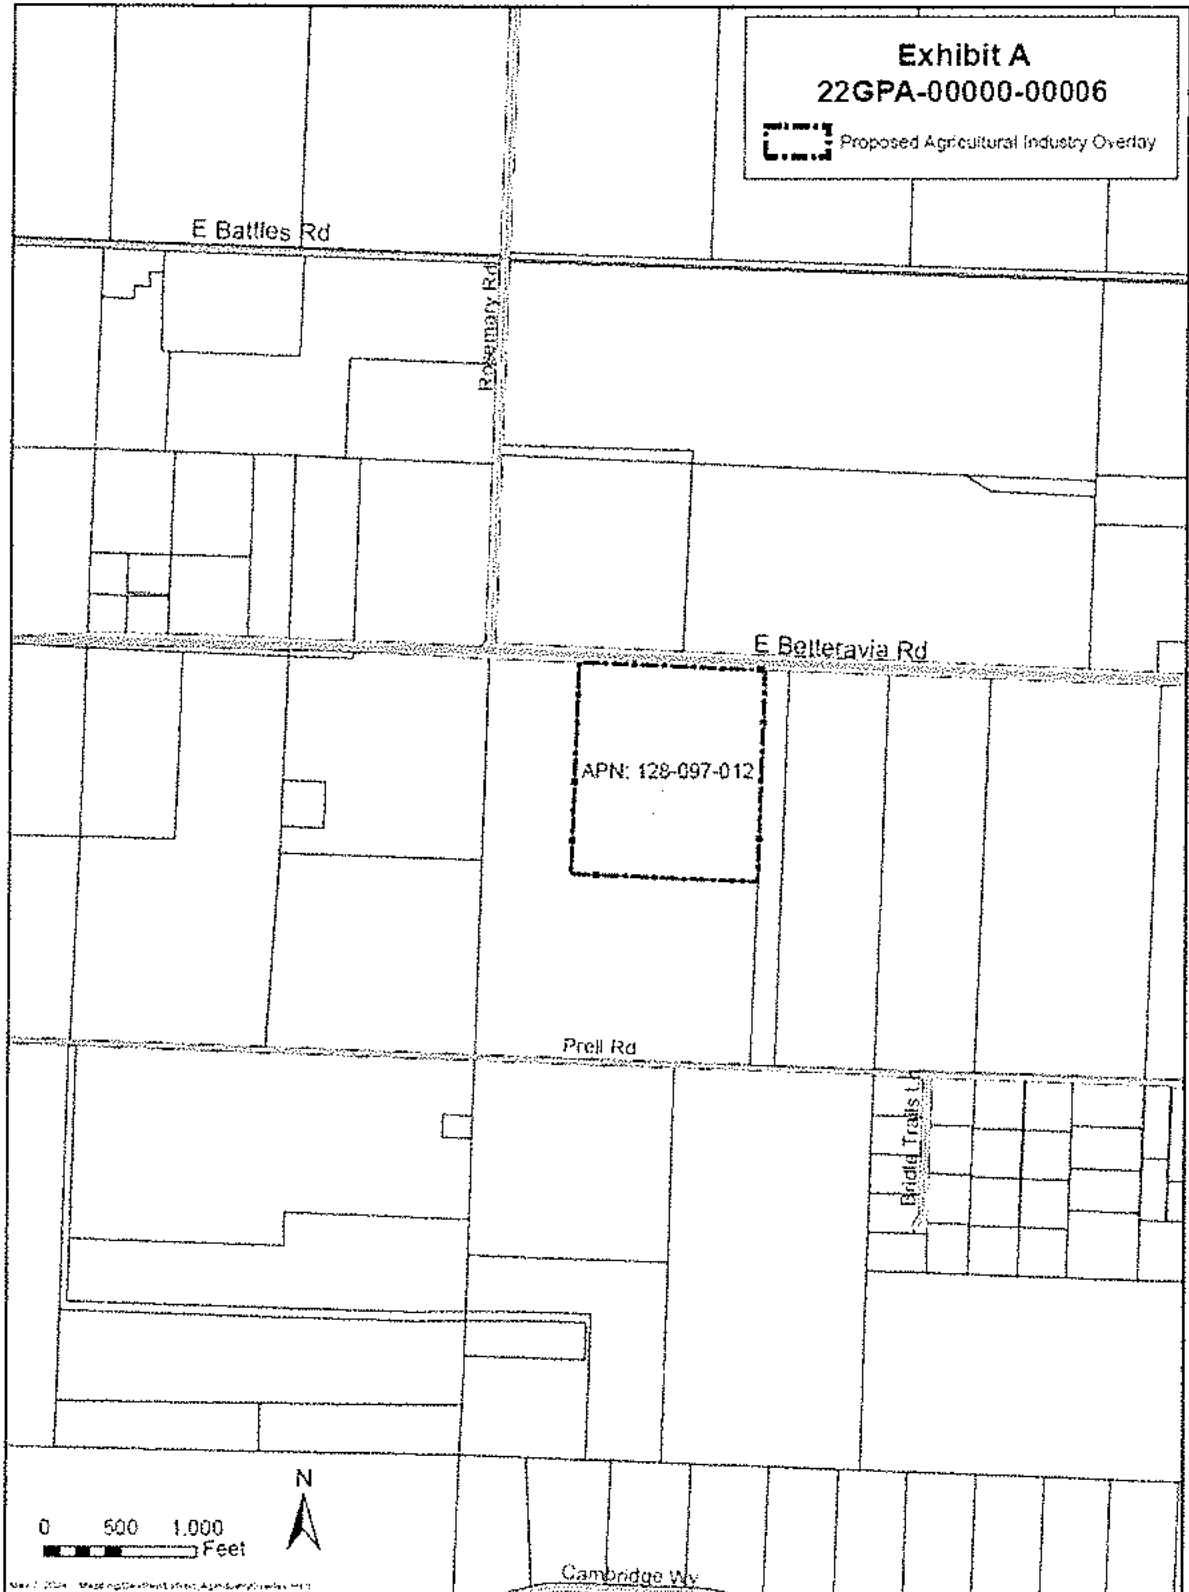 Exhibit A
22GPA-00000-00006
Proposed Agricultural Industry Overlay
E Battles Rd
Rosemary Rd
E Betteravia Rd
APN: 128-097-012
Prell Rd
Bridle Trails Ln
N
0 500 1,000
Feet
Cambridge Wy